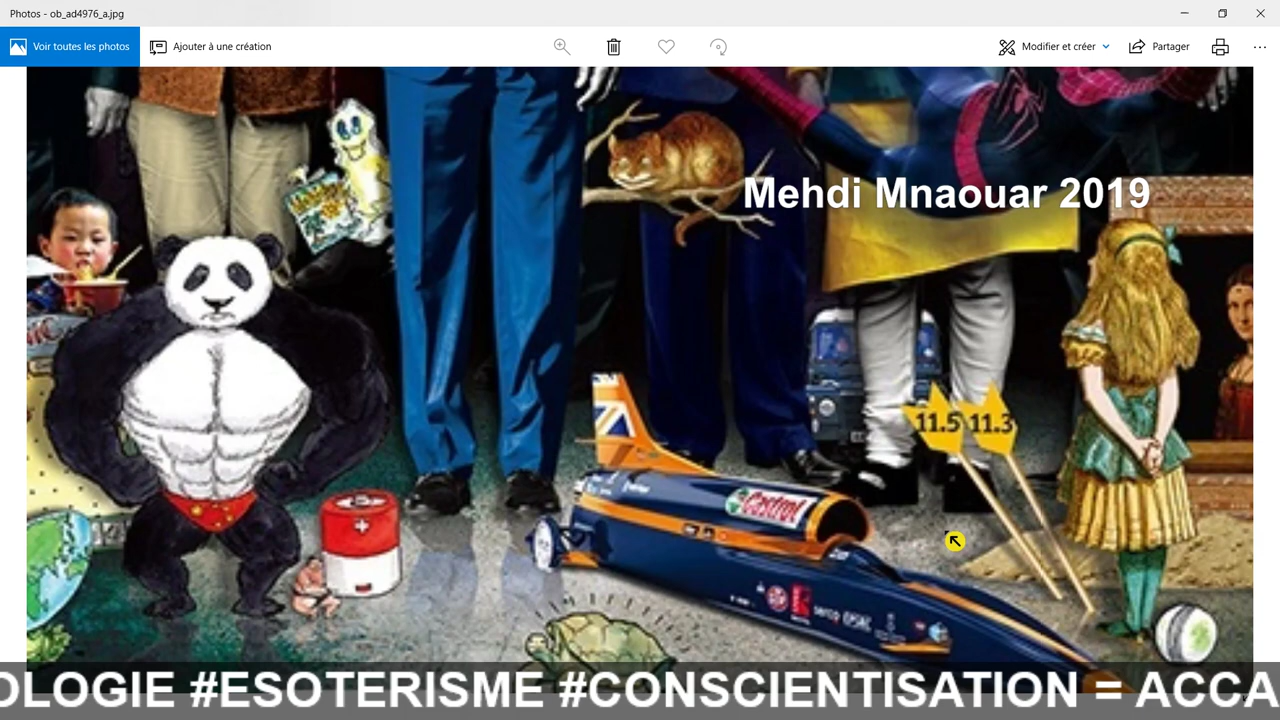 Photos - ob_ad4976_a.jpg
Voir toutes les photos
Ajouter à une création
Modifier et créer
Partager
Mehdi Mnaouar 2019
11.5 11.3
Castrol
serco
OLOGIE #ESOTERISME #CONSCIENTISATION = ACCA